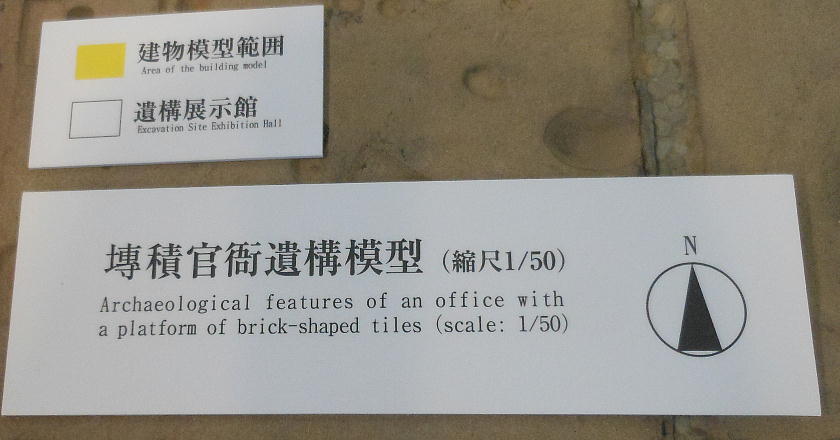 建物模型範囲
Area of the building model
遺構展示館
Excavation Site Exhibition Hall
塼積官衙遺構模型（縮尺1/50）
N
Archaeological features of an office with
a platform of brick-shaped tiles (scale: 1/50)